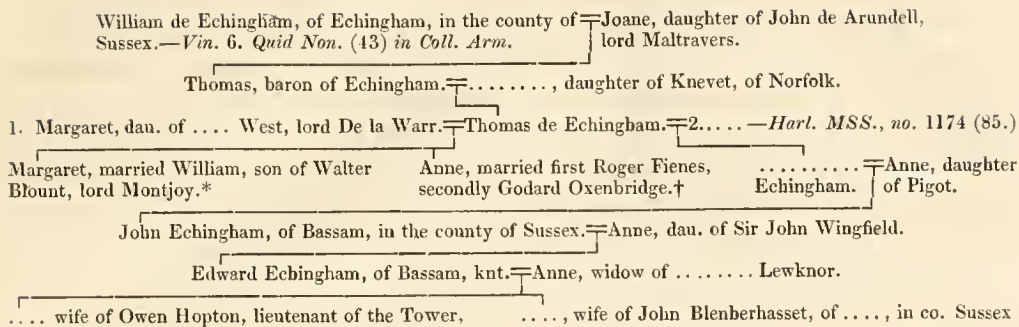 William de Echingham, of Echingham, in the county of Joane, daughter of John de Arundell,
Sussex.—Vin. 6. Quid Non. (43) in Coll. Arm. lord Maltravers.
Thomas, baron of Echingham. ........, daughter of Knevet, of Norfolk.
1. Margaret, dau. of .... West, lord De la Warr. Thomas de Echingham. 2..... —Harl. MSS., no. 1174 (85.)
Margaret, married William, son of Walter Anne, married first Roger Fienes, .......... Anne, daughter
Blount, lord Montjoy.* secondly Godard Oxenbridge.† Echingham. of Pigot.
John Echingham, of Bassam, in the county of Sussex. Anne, dau. of Sir John Wingfield.
Edward Echingham, of Bassam, knt. Anne, widow of ........ Lewknor.
.... wife of Owen Hopton, lieutenant of the Tower, ...., wife of John Blenberhasset, of ...., in co. Sussex